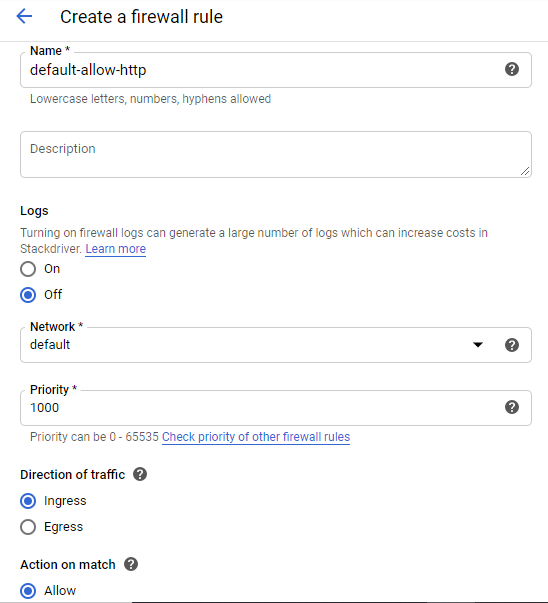 Create a firewall rule
Name *
default-allow-http
Lowercase letters, numbers, hyphens allowed
Description
Logs
Turning on firewall logs can generate a large number of logs which can increase costs in
Stackdriver. Learn more
On
Off
Network *
default
Priority *
1000
Priority can be 0 - 65535 Check priority of other firewall rules
Direction of traffic
Ingress
Egress
Action on match
Allow